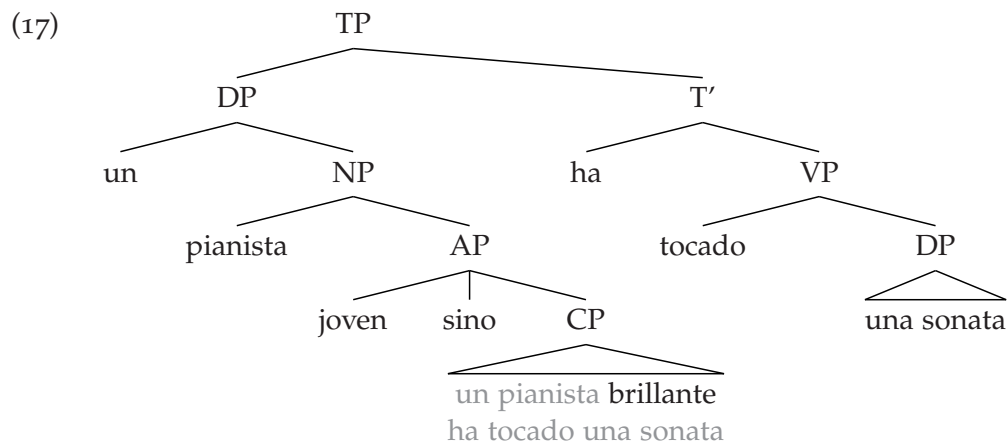 (17) TP
DP T′
un NP ha VP
pianista AP tocado DP
joven sino CP una sonata
un pianista brillante
ha tocado una sonata